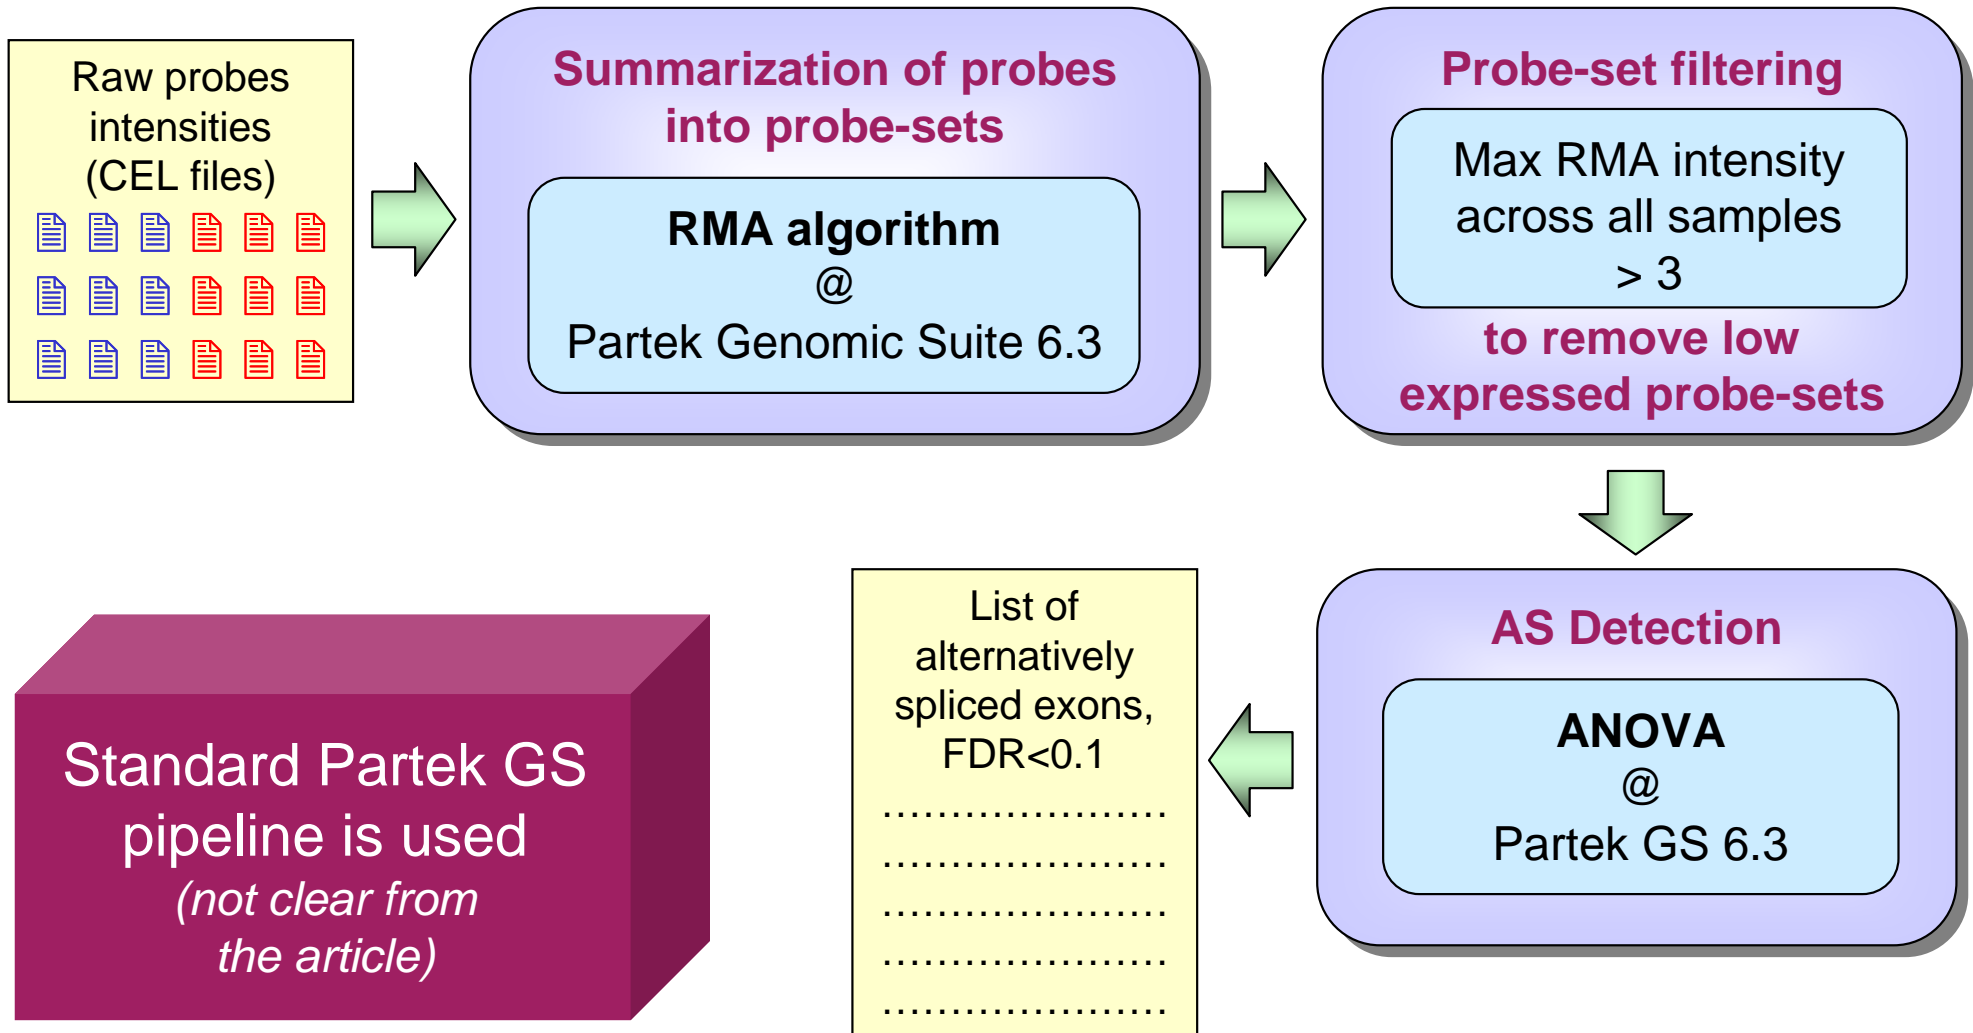 Raw probes
intensities
(CEL files)
Summarization of probes
into probe-sets
RMA algorithm
@
Partek Genomic Suite 6.3
Probe-set filtering
Max RMA intensity
across all samples
> 3
to remove low
expressed probe-sets
AS Detection
ANOVA
@
Partek GS 6.3
List of
alternatively
spliced exons,
FDR<0.1
.....................
.....................
.....................
.....................
.....................
Standard Partek GS
pipeline is used
(not clear from
the article)